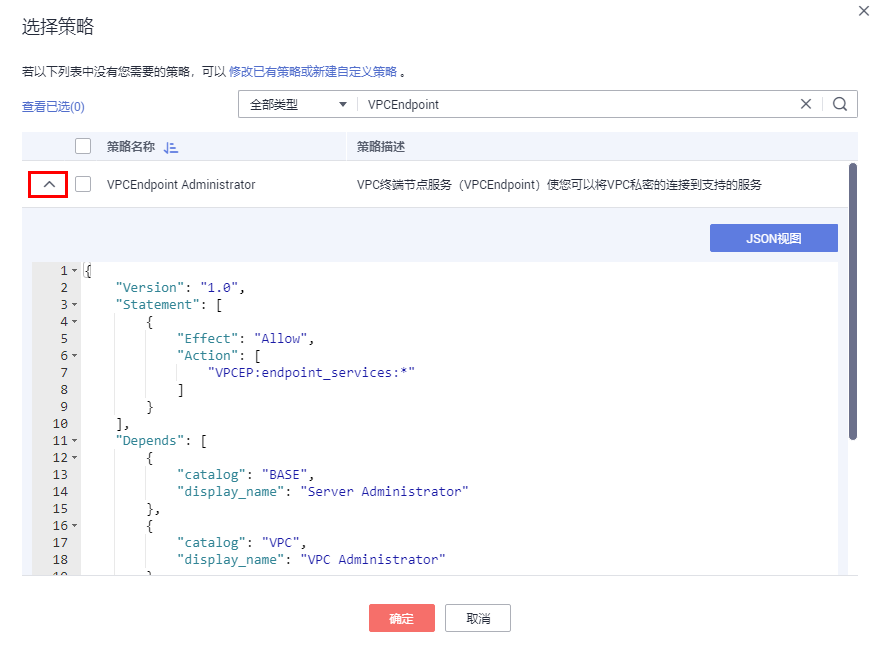 选择策略
若以下列表中没有您需要的策略，可以 修改已有策略或新建自定义策略 。
查看已选(0) 全部类型 VPCEndpoint
策略名称 策略描述
VPCEndpoint Administrator VPC终端节点服务（VPCEndpoint）使您可以将VPC私密的连接到支持的服务
JSON视图
1 {
2 "Version": "1.0",
3 "Statement": [
4 {
5 "Effect": "Allow",
6 "Action": [
7 "VPCEP:endpoint_services:*"
8 ]
9 }
10 ],
11 "Depends": [
12 {
13 "catalog": "BASE",
14 "display_name": "Server Administrator"
15 },
16 {
17 "catalog": "VPC",
18 "display_name": "VPC Administrator"
确定 取消